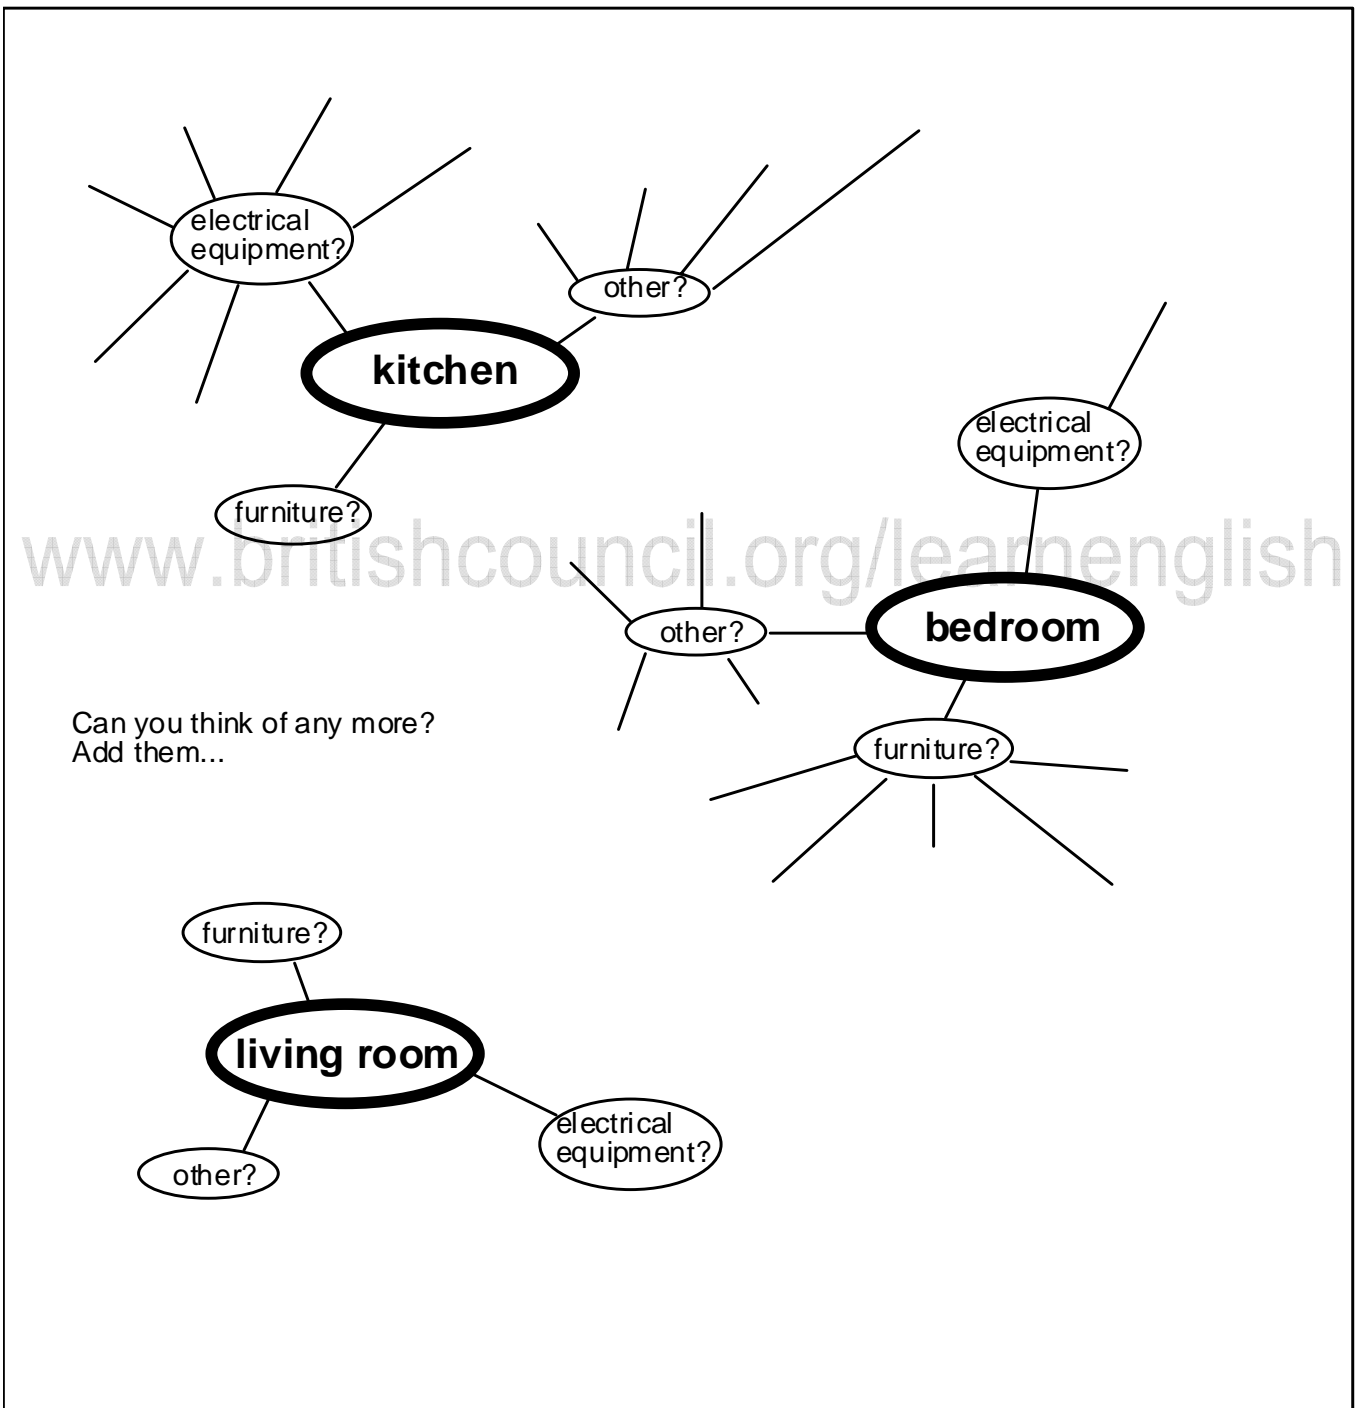 electrical
equipment?
other?
kitchen
furniture?
electrical
equipment?
www.britishcouncil.org/learnenglish
other?
bedroom
furniture?
Can you think of any more?
Add them...
furniture?
living room
electrical
equipment?
other?